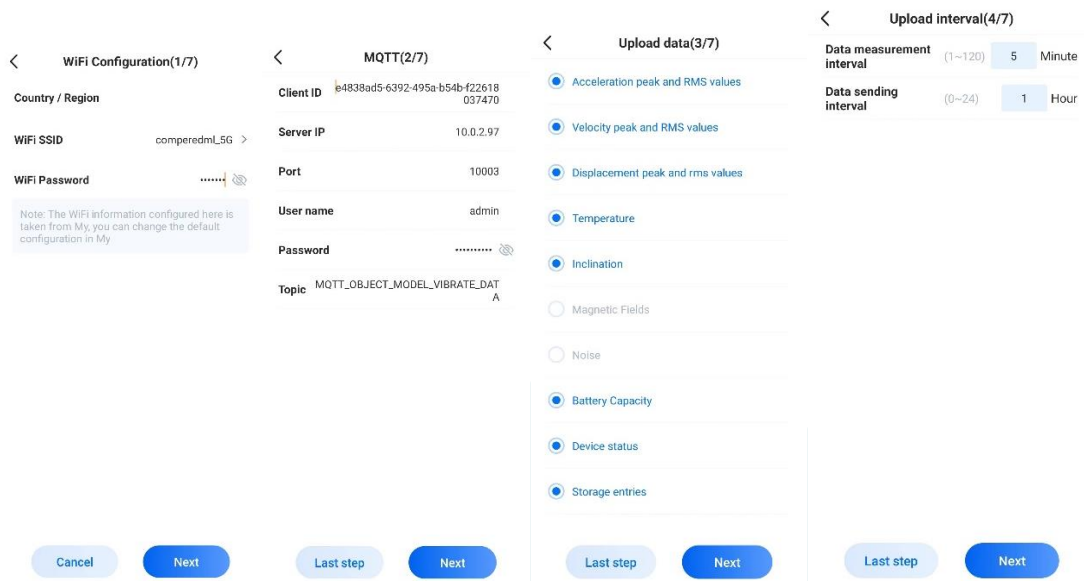 WiFi Configuration(1/7)
Country / Region
WiFi SSID comperedml_5G >
WiFi Password ·······
Note: The WiFi information configured here is
taken from My, you can change the default
configuration in My
Cancel Next
MQTT(2/7)
Client ID e4838ad5-6392-495a-b54b-f22618
037470
Server IP 10.0.2.97
Port 10003
User name admin
Password ··········
Topic MQTT_OBJECT_MODEL_VIBRATE_DAT
A
Last step Next
Upload data(3/7)
Acceleration peak and RMS values
Velocity peak and RMS values
Displacement peak and rms values
Temperature
Inclination
Magnetic Fields
Noise
Battery Capacity
Device status
Storage entries
Last step Next
Upload interval(4/7)
Data measurement
interval (1~120) 5 Minute
Data sending
interval (0~24) 1 Hour
Last step Next